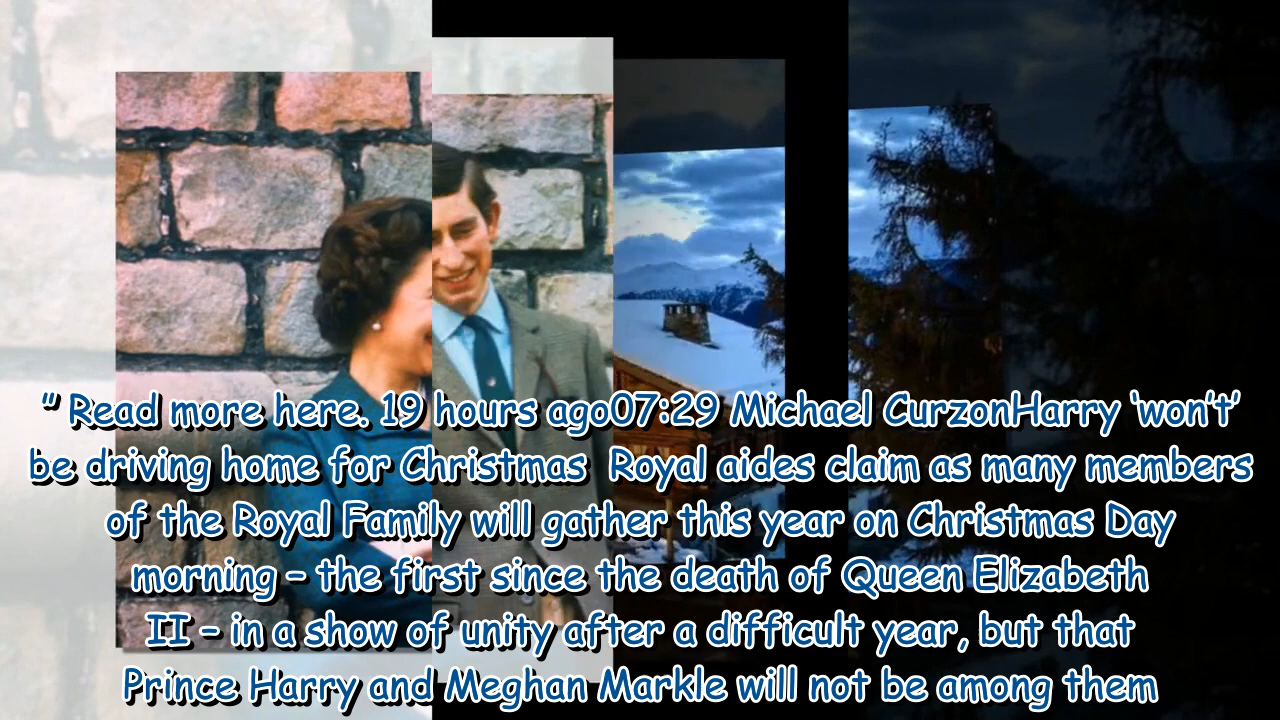 ” Read more here. 19 hours ago07:29 Michael CurzonHarry ‘won’t’
be driving home for Christmas  Royal aides claim as many members
of the Royal Family will gather this year on Christmas Day
morning – the first since the death of Queen Elizabeth
II – in a show of unity after a difficult year, but that
Prince Harry and Meghan Markle will not be among them